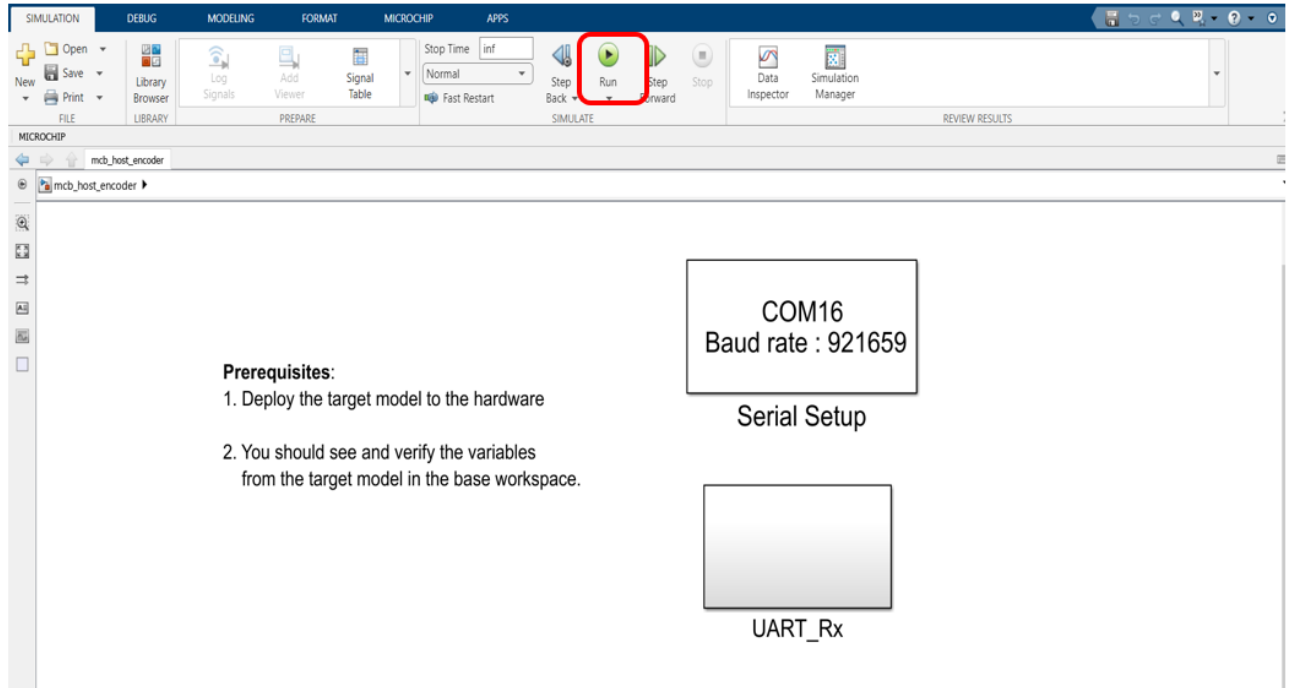 SIMULATION DEBUG MODELING FORMAT MICROCHIP APPS
New
Open
Save
Print
FILE
Library Browser
LIBRARY
Log Signals
Add Viewer
Signal Table
PREPARE
Stop Time inf
Normal
Fast Restart
Step Back
Run
Step Forward
Stop
SIMULATE
Data Inspector
Simulation Manager
REVIEW RESULTS
MICROCHIP
mcb_host_encoder
mcb_host_encoder
COM16
Baud rate : 921659
Serial Setup
Prerequisites:
1. Deploy the target model to the hardware
2. You should see and verify the variables
from the target model in the base workspace.
UART_Rx